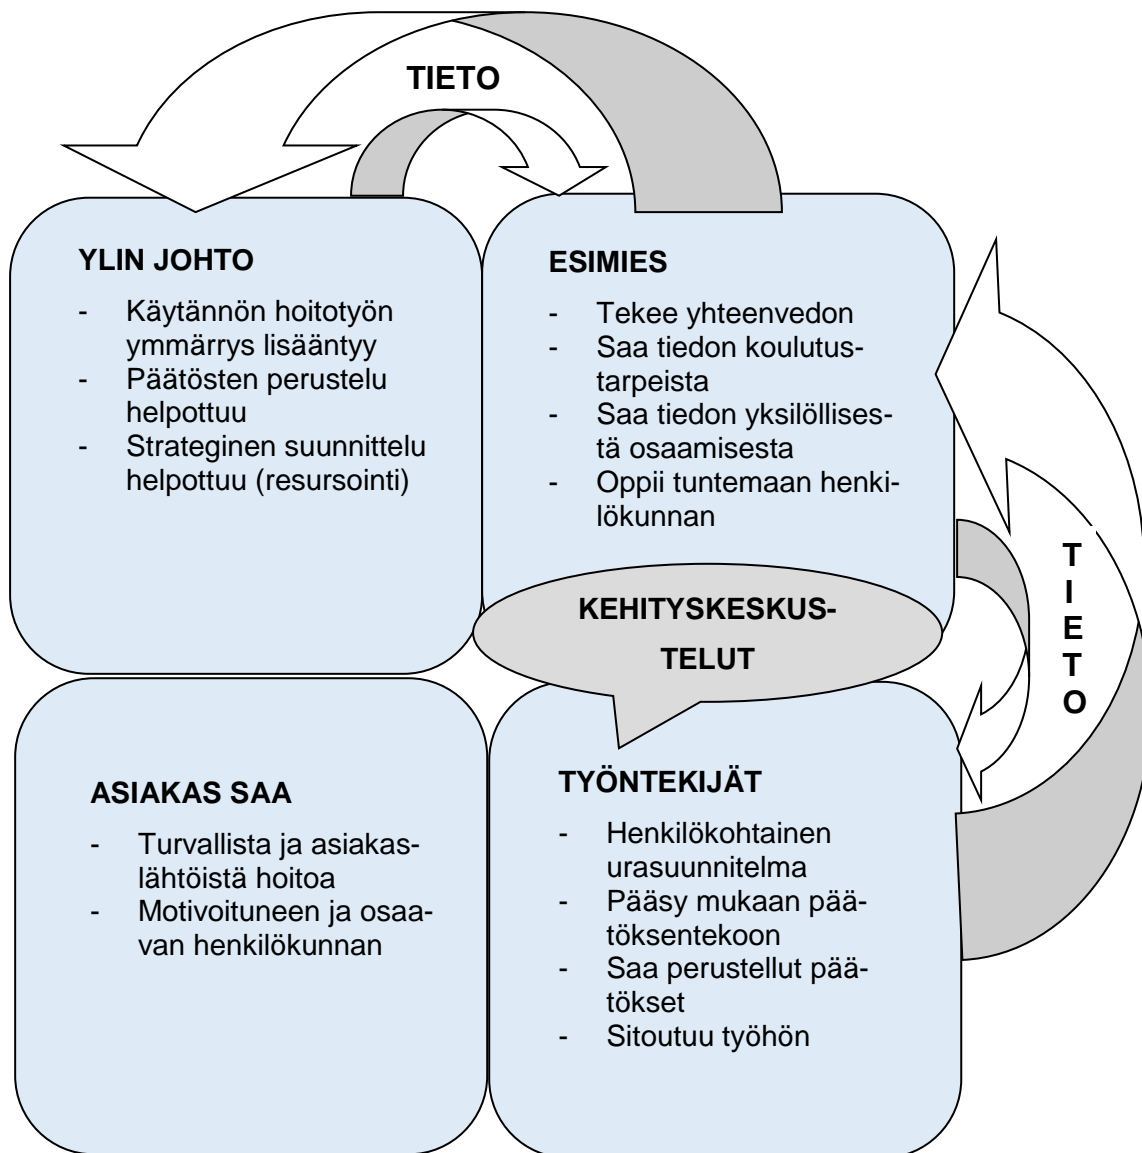 TIETO
YLIN JOHTO
- Käytännön hoitotyön
ymmärrys lisääntyy
- Päätösten perustelu
helpottuu
- Strateginen suunnittelu
helpottuu (resursointi)
ESIMIES
- Tekee yhteenvedon
- Saa tiedon koulutus-
tarpeista
- Saa tiedon yksilöllises-
tä osaamisesta
- Oppii tuntemaan henki-
lökunnan
T
I
E
T
O
KEHITYSKESKUS-
TELUT
ASIAKAS SAA
- Turvallista ja asiakas-
lähtöistä hoitoa
- Motivoituneen ja osaa-
van henkilökunnan
TYÖNTEKIJÄT
- Henkilökohtainen
urasuunnitelma
- Pääsy mukaan pää-
töksentekoon
- Saa perustellut pää-
tökset
- Sitoutuu työhön